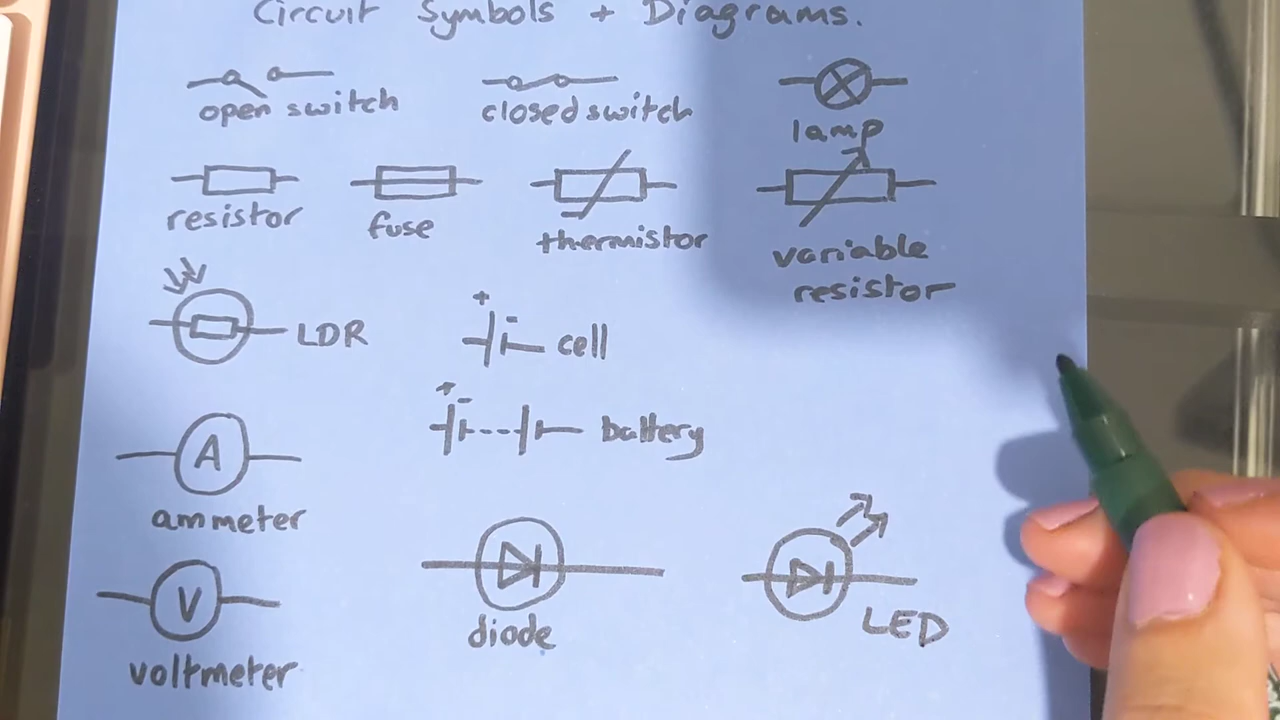 Circuit Symbols + Diagrams.
open switch
closed switch
lamp
resistor
fuse
thermistor
variable
resistor
LDR
+ -
cell
+ -
battery
A
ammeter
V
voltmeter
diode
LED